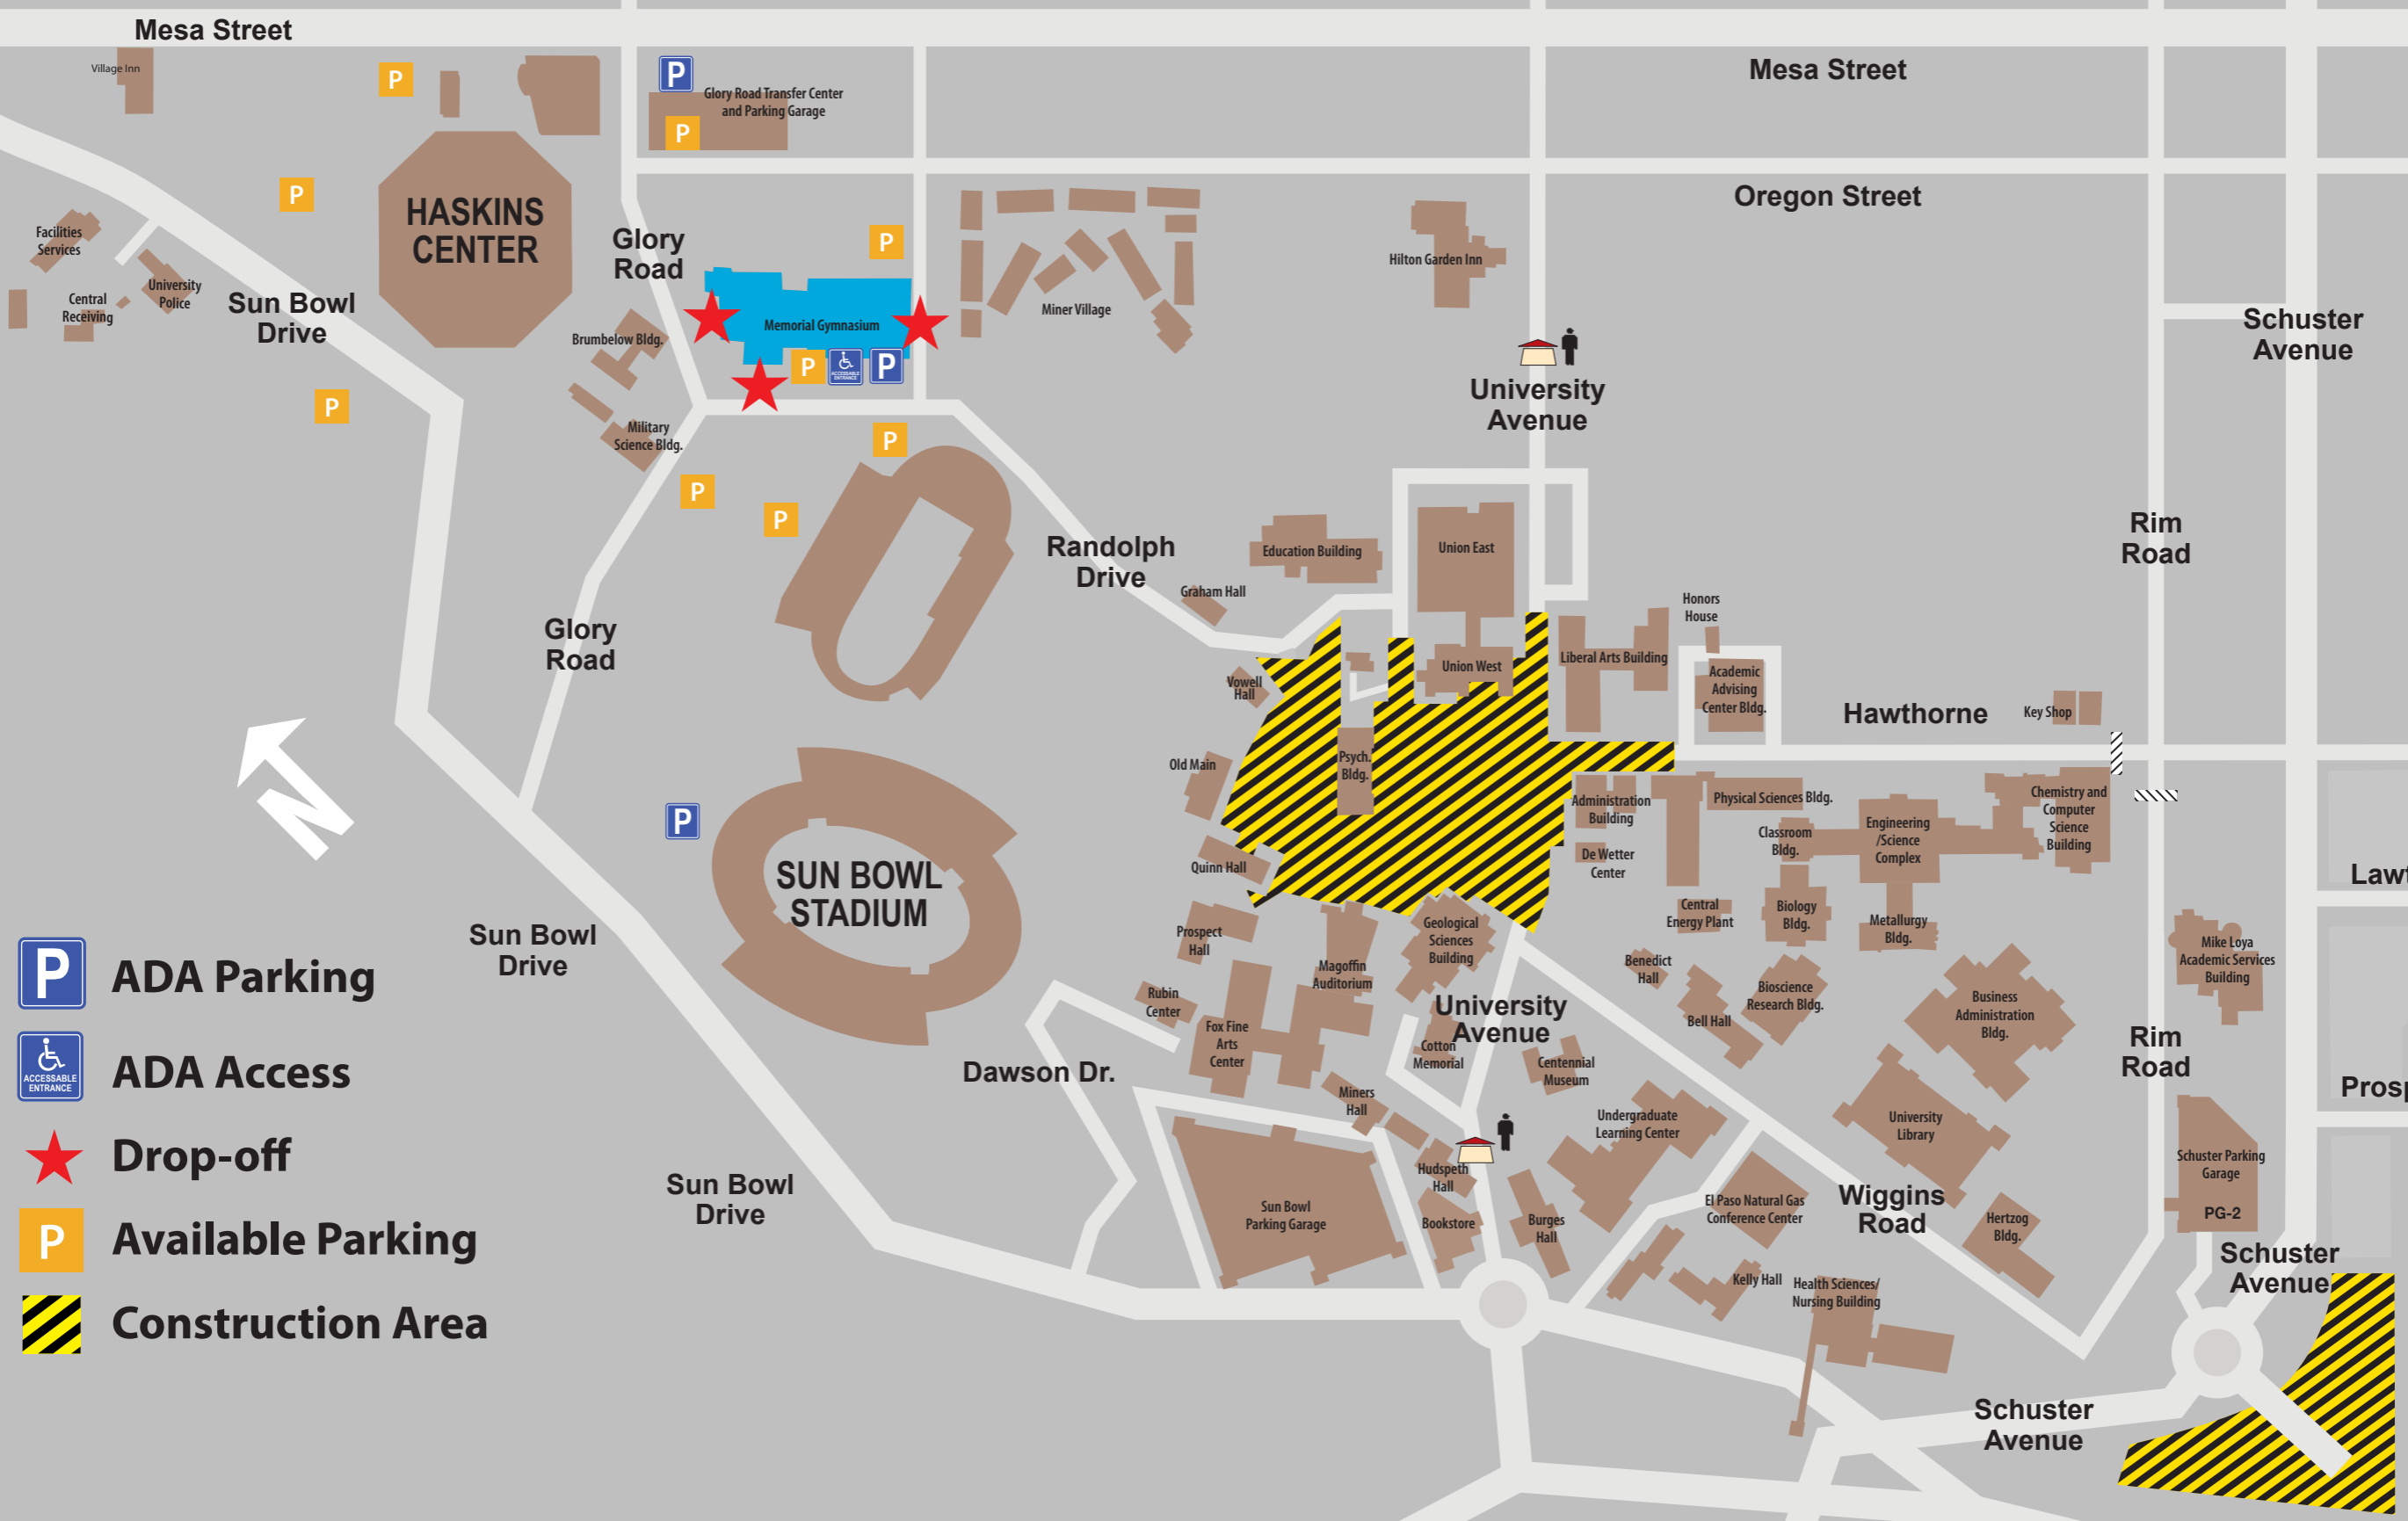 Mesa Street
Village Inn
P
P
P
Glory Road Transfer Center
and Parking Garage
P
Mesa Street
Oregon Street
P
HASKINS
CENTER
Glory
Road
P
Facilities
Services
University
Police
Central
Receiving
Sun Bowl
Drive
Memorial Gymnasium
Brumbelow Bldg.
P
ACCESSABLE
ENTRANCE
P
Miner Village
Hilton Garden Inn
University
Avenue
Schuster
Avenue
P
Military
Science Bldg.
P
P
P
Randolph
Drive
Graham Hall
Education Building
Union East
Rim
Road
Glory
Road
Honors
House
Vowell
Hall
Union West
Liberal Arts Building
Academic
Advising
Center Bldg.
Hawthorne
Key Shop
Old Main
Psych.
Bldg.
Administration
Building
Physical Sciences Bldg.
Classroom
Bldg.
Engineering
/Science
Complex
Chemistry and
Computer
Science
Building
N
P
SUN BOWL
STADIUM
Quinn Hall
De Wetter
Center
Central
Energy Plant
Biology
Bldg.
Metallurgy
Bldg.
Lawt
Sun Bowl
Drive
Prospect
Hall
Magoffin
Auditorium
Geological
Sciences
Building
Benedict
Hall
Bioscience
Research Bldg.
Bell Hall
Business
Administration
Bldg.
Mike Loya
Academic Services
Building
Rubin
Center
Fox Fine
Arts
Center
University
Avenue
Cotton
Memorial
Centennial
Museum
Rim
Road
Dawson Dr.
Miners
Hall
Undergraduate
Learning Center
University
Library
Prosp
Sun Bowl
Drive
Sun Bowl
Parking Garage
Hudspeth
Hall
Bookstore
Burges
Hall
El Paso Natural Gas
Conference Center
Wiggins
Road
Hertzog
Bldg.
Schuster Parking
Garage
PG-2
Kelly Hall
Health Sciences/
Nursing Building
Schuster
Avenue
Schuster
Avenue
P ADA Parking
ACCESSABLE
ENTRANCE
ADA Access
Drop-off
P Available Parking
Construction Area